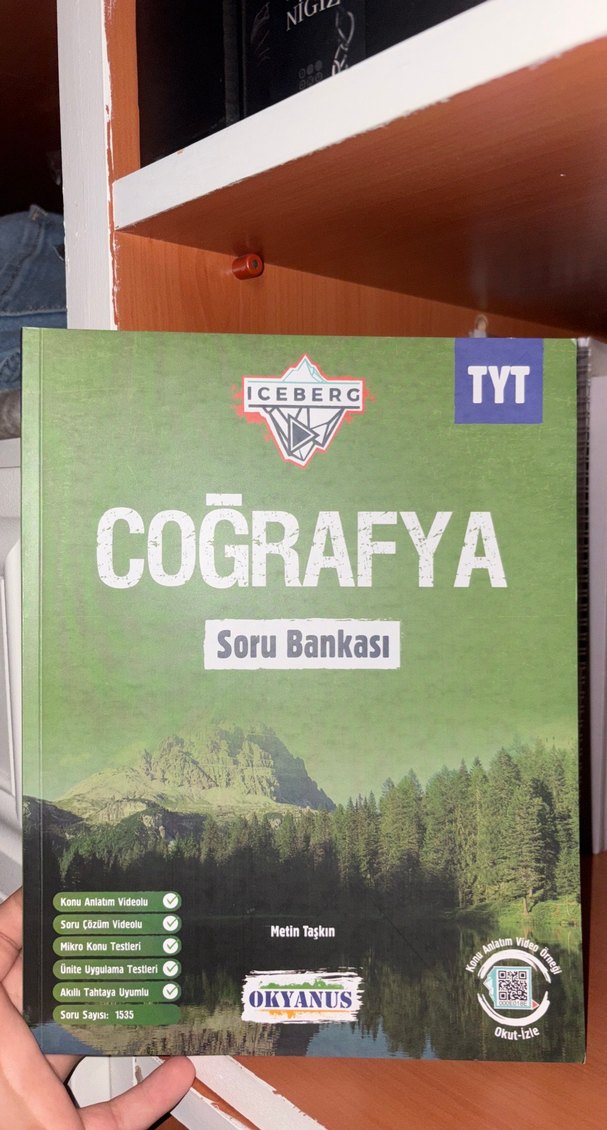 NİGİZ
ICEBERG
TYT
COĞRAFYA
Soru Bankası
Konu Anlatım Videolu
Soru Çözüm Videolu
Mikro Konu Testleri
Ünite Uygulama Testleri
Akıllı Tahtaya Uyumlu
Soru Sayısı: 1535
Metin Taşkın
OKYANUS
Konu Anlatım Video Örneği
Okut-İzle